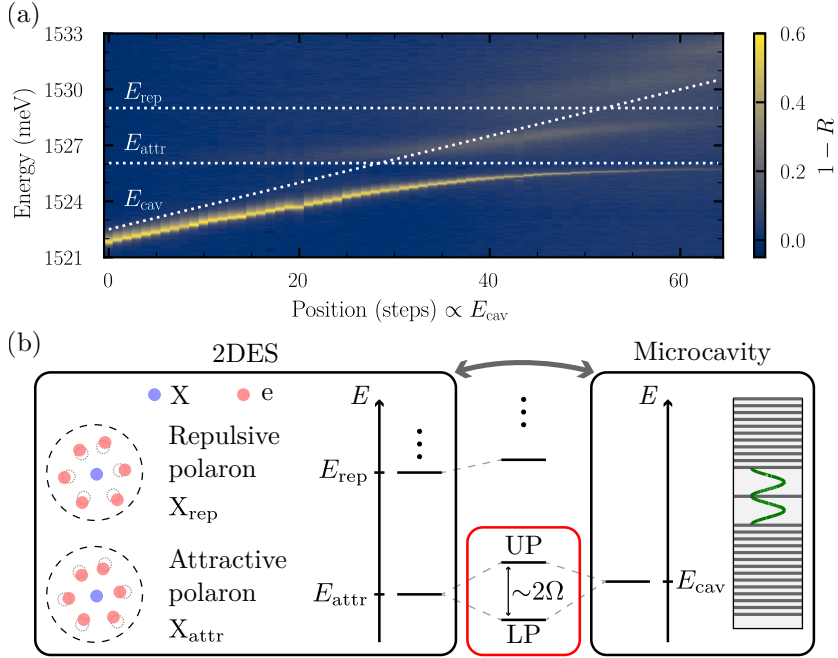 (a)
1533
1530
1527
1524
1521
Energy (meV)
E_rep
E_attr
E_cav
0
20
40
60
Position (steps) ∝ E_cav
0.6
0.4
0.2
0.0
1 − R
(b)
2DES
Microcavity
X
e
E
E
Repulsive
polaron
X_rep
E_rep
Attractive
polaron
X_attr
E_attr
UP
~2Ω
LP
E_cav